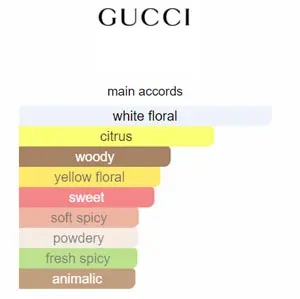 GUCCI
main accords
white floral
citrus
woody
yellow floral
sweet
soft spicy
powdery
fresh spicy
animalic